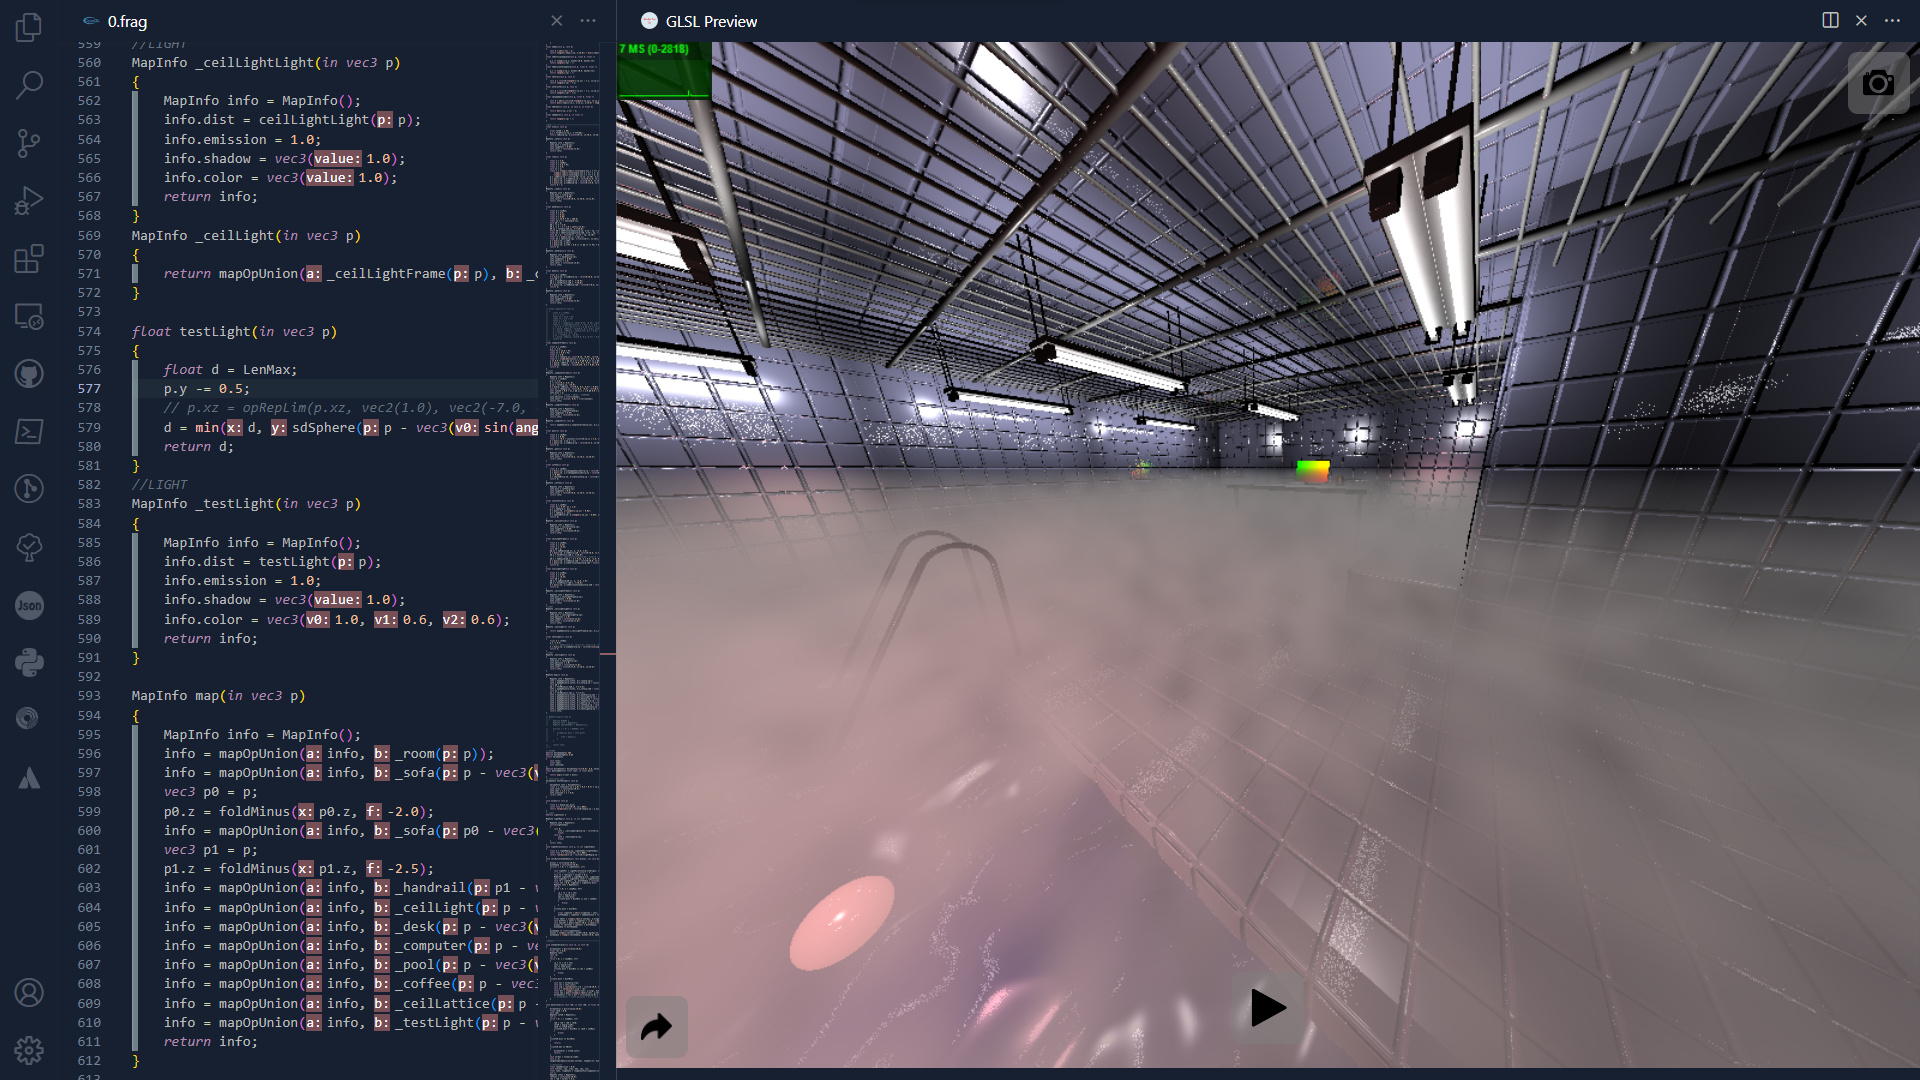 0.frag
GLSL Preview
7 MS (0-2818)
559 //LIGHT
560 MapInfo _ceilLightLight(in vec3 p)
561 {
562 MapInfo info = MapInfo();
563 info.dist = ceilLightLight(p: p);
564 info.emission = 1.0;
565 info.shadow = vec3(value: 1.0);
566 info.color = vec3(value: 1.0);
567 return info;
568 }
569 MapInfo _ceilLight(in vec3 p)
570 {
571 return mapOpUnion(a: _ceilLightFrame(p: p), b: _c
572 }
573
574 float testLight(in vec3 p)
575 {
576 float d = LenMax;
577 p.y -= 0.5;
578 // p.xz = opRepLim(p.xz, vec2(1.0), vec2(-7.0,
579 d = min(x: d, y: sdSphere(p: p - vec3(v0: sin(ang
580 return d;
581 }
582 //LIGHT
583 MapInfo _testLight(in vec3 p)
584 {
585 MapInfo info = MapInfo();
586 info.dist = testLight(p: p);
587 info.emission = 1.0;
588 info.shadow = vec3(value: 1.0);
589 info.color = vec3(v0: 1.0, v1: 0.6, v2: 0.6);
590 return info;
591 }
592
593 MapInfo map(in vec3 p)
594 {
595 MapInfo info = MapInfo();
596 info = mapOpUnion(a: info, b: _room(p: p));
597 info = mapOpUnion(a: info, b: _sofa(p: p - vec3(
598 vec3 p0 = p;
599 p0.z = foldMinus(x: p0.z, f: -2.0);
600 info = mapOpUnion(a: info, b: _sofa(p: p0 - vec3(
601 vec3 p1 = p;
602 p1.z = foldMinus(x: p1.z, f: -2.5);
603 info = mapOpUnion(a: info, b: _handrail(p: p1 - v
604 info = mapOpUnion(a: info, b: _ceilLight(p: p - v
605 info = mapOpUnion(a: info, b: _desk(p: p - vec3(
606 info = mapOpUnion(a: info, b: _computer(p: p - ve
607 info = mapOpUnion(a: info, b: _pool(p: p - vec3(
608 info = mapOpUnion(a: info, b: _coffee(p: p - vec3
609 info = mapOpUnion(a: info, b: _ceilLattice(p: p -
610 info = mapOpUnion(a: info, b: _testLight(p: p - v
611 return info;
612 }
613
Json